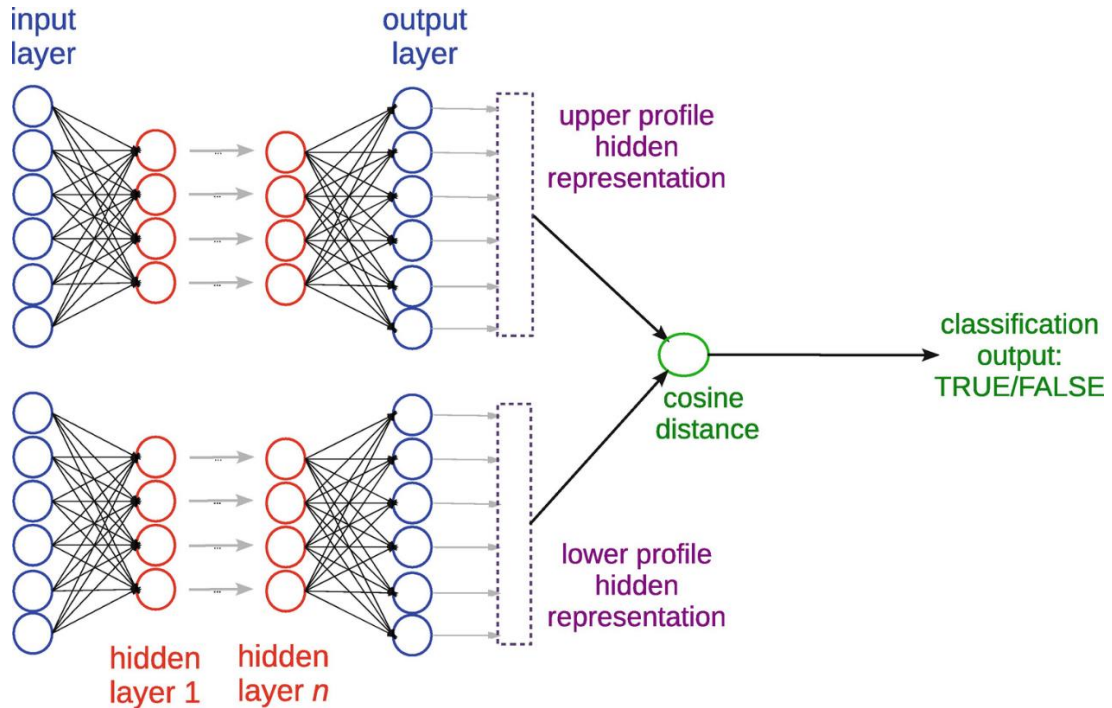 input
layer
output
layer
upper profile
hidden
representation
...
...
...
...
classification
output:
TRUE/FALSE
cosine
distance
...
...
...
...
lower profile
hidden
representation
hidden
layer 1
hidden
layer n